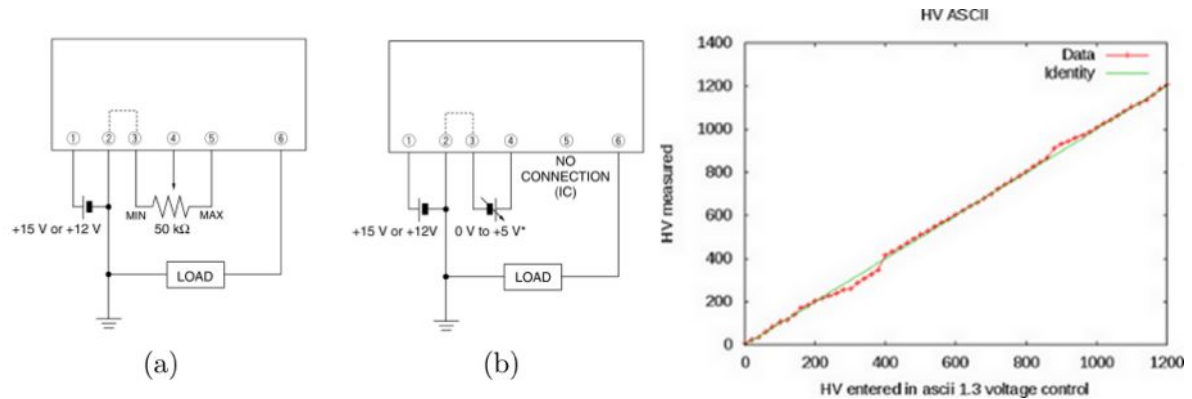 ① ② ③ ④ ⑤ ⑥
MIN
MAX
50 kΩ
+15 V or +12 V
LOAD
(a)
① ② ③ ④ ⑤ ⑥
NO
CONNECTION
(IC)
+15 V or +12V
0 V to +5 V*
LOAD
(b)
HV ASCII
Data
Identity
1400
1200
1000
800
600
400
200
0
HV measured
0 200 400 600 800 1000 1200
HV entered in ascii 1.3 voltage control